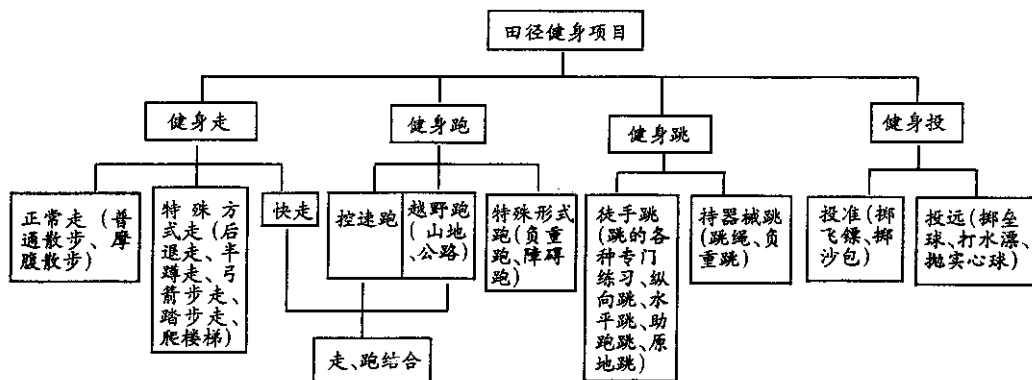 田径健身项目
健身走
健身跑
健身跳
健身投
正常走(普
通散步、摩
腹散步)
特殊方
式走(后
退走、半
蹲走、弓
箭步走、
踏步走、
爬楼梯)
快走
控速跑
越野跑
(山地
、公路)
特殊形式
跑(负重
跑、障碍
跑)
徒手跳
(跳的各
种专门
练习、纵
向跳、水
平跳、助
跑跳、原
地跳)
持器械跳
(跳绳、负
重跳)
投准(掷
飞镖、掷
沙包)
投远(掷垒
球、打水漂、
抛实心球)
走、跑结合